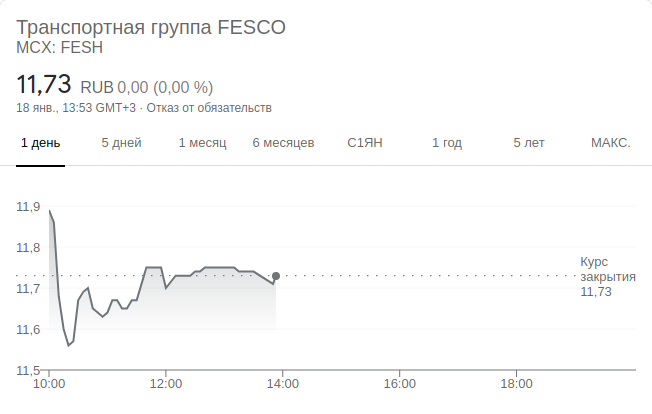 Транспортная группа FESCO
MCX: FESH
11,73 RUB 0,00 (0,00 %)
18 янв., 13:53 GMT+3 · Отказ от обязательств
1 день 5 дней 1 месяц 6 месяцев С1ЯН 1 год 5 лет МАКС.
11,9
11,8
Курс
закрытия
11,73
11,7
11,6
11,5
10:00 12:00 14:00 16:00 18:00